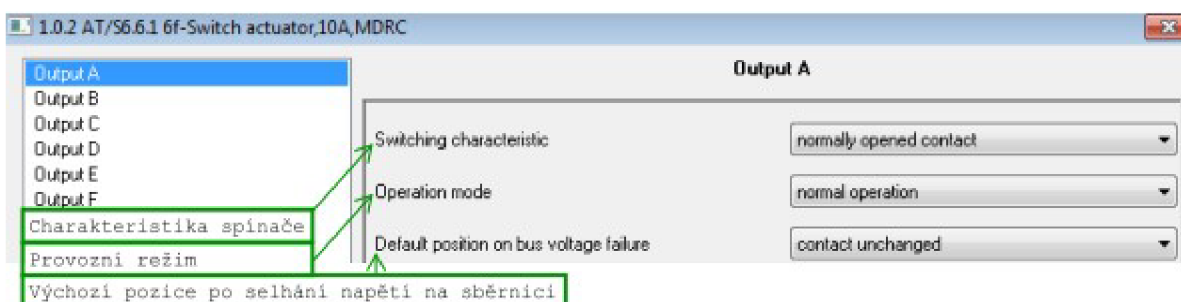 1.0.2 AT/S6.6.1 6f-Switch actuator,10A,MDRC
Output A
Output A
Output B
Output C
Output D
Output E
Output F
Switching characteristic
normally opened contact
Operation mode
normal operation
Default position on bus voltage failure
contact unchanged
Charakteristika spínače
Provozní režim
Výchozí pozice po selhání napětí na sběrnici